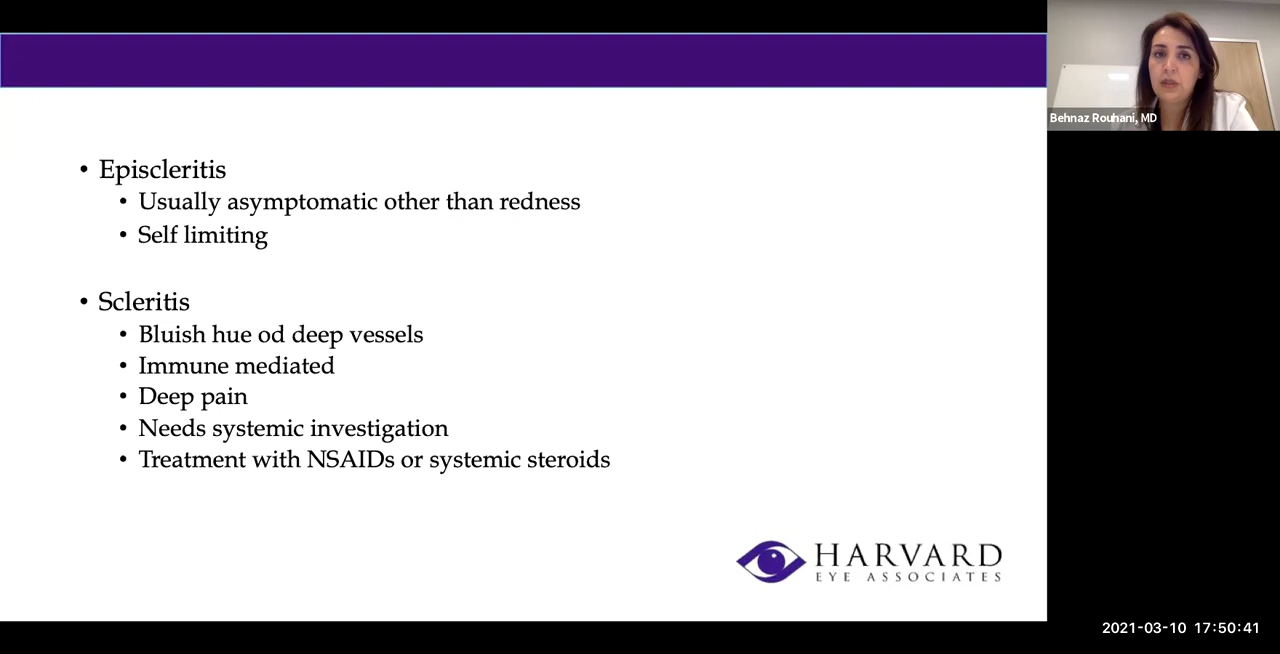 Behnaz Rouhani, MD
• Episcleritis
• Usually asymptomatic other than redness
• Self limiting
• Scleritis
• Bluish hue od deep vessels
• Immune mediated
• Deep pain
• Needs systemic investigation
• Treatment with NSAIDs or systemic steroids
HARVARD
EYE ASSOCIATES
2021-03-10 17:50:41